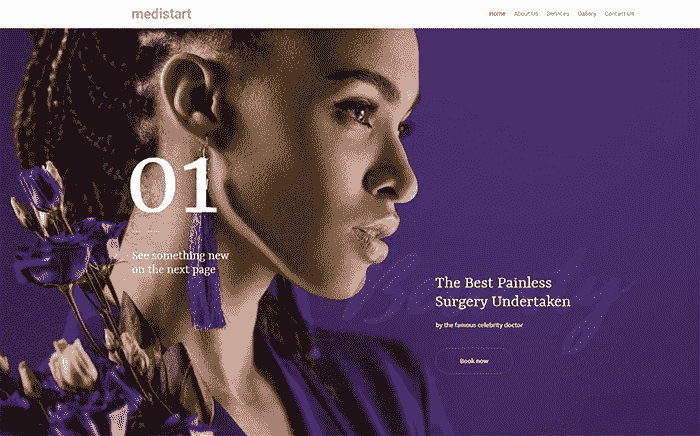 medistart
Home About Us Services Gallery Contact Us
01
See something new
on the next page
Beauty
The Best Painless
Surgery Undertaken
by the famous celebrity doctor
Book now